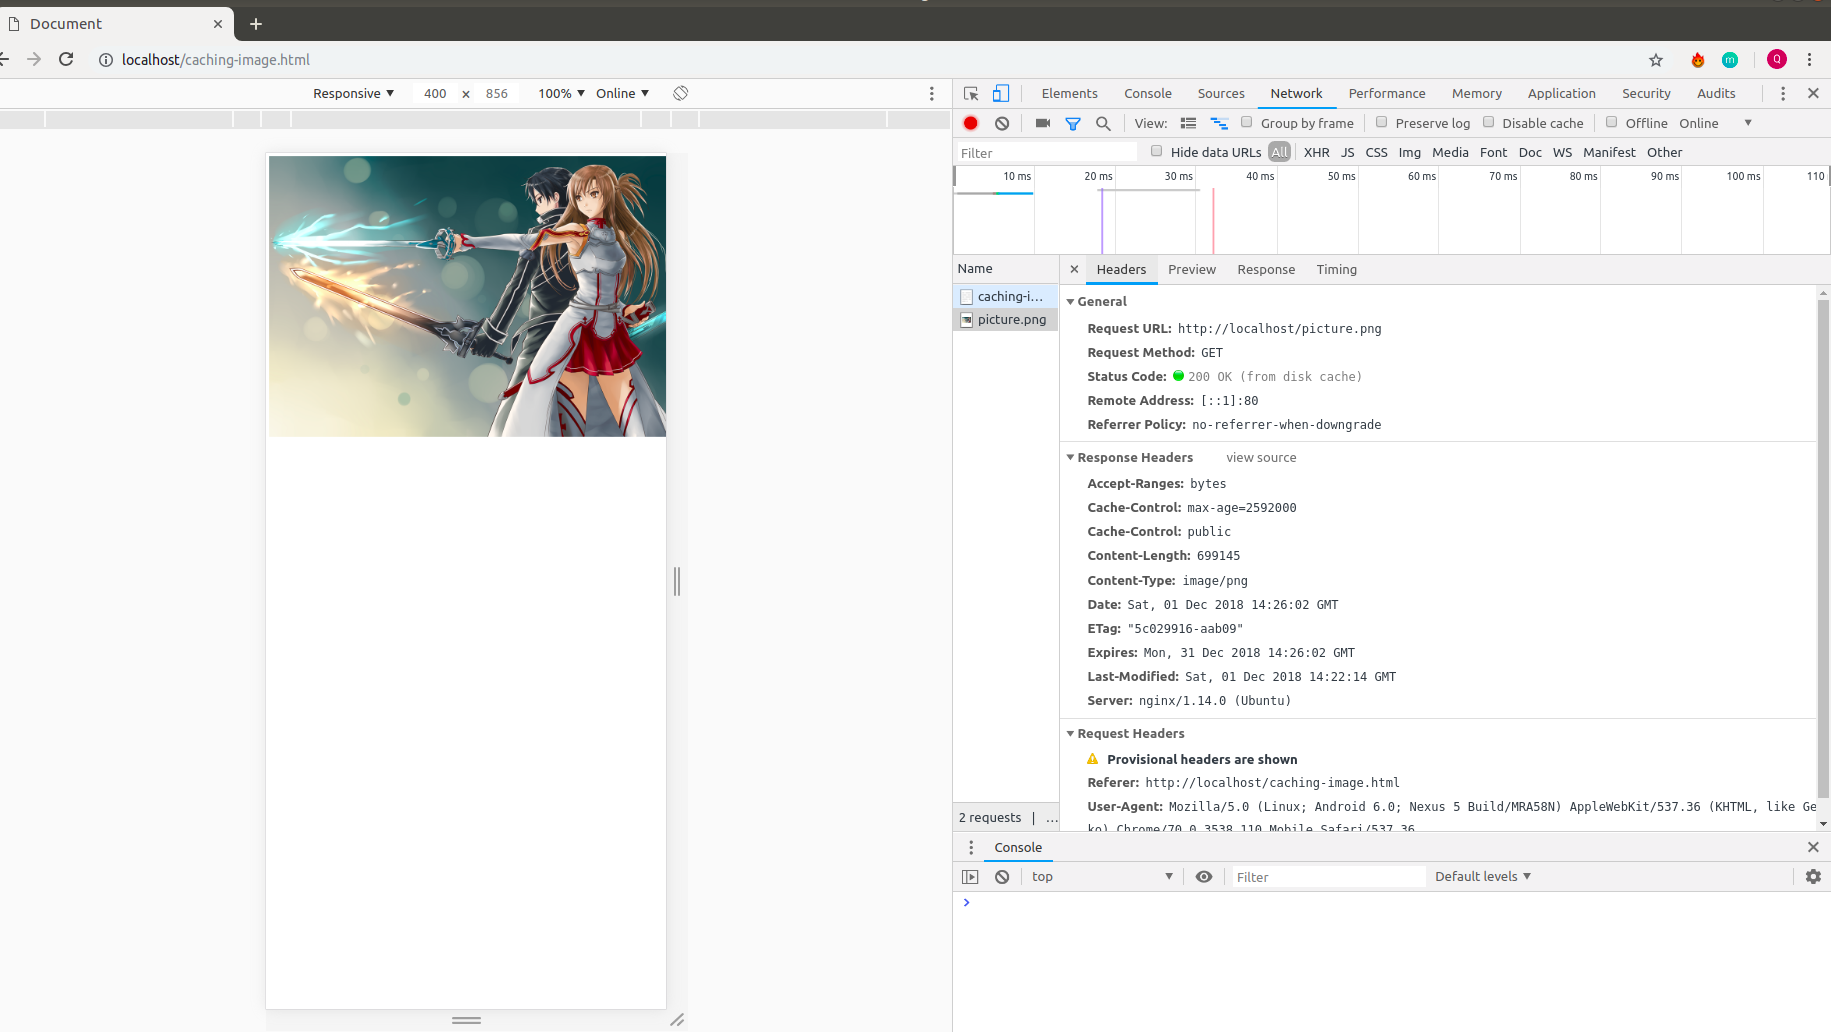 Document
localhost/caching-image.html
Q
m
Responsive 400 × 856 100% Online
Elements Console Sources Network Performance Memory Application Security Audits
View: Group by frame Preserve log Disable cache Offline Online
Filter Hide data URLs All XHR JS CSS Img Media Font Doc WS Manifest Other
10 ms 20 ms 30 ms 40 ms 50 ms 60 ms 70 ms 80 ms 90 ms 100 ms 110
Name
Headers Preview Response Timing
caching-i...
picture.png
General
Request URL: http://localhost/picture.png
Request Method: GET
Status Code: 200 OK (from disk cache)
Remote Address: [::1]:80
Referrer Policy: no-referrer-when-downgrade
Response Headers view source
Accept-Ranges: bytes
Cache-Control: max-age=2592000
Cache-Control: public
Content-Length: 699145
Content-Type: image/png
Date: Sat, 01 Dec 2018 14:26:02 GMT
ETag: "5c029916-aab09"
Expires: Mon, 31 Dec 2018 14:26:02 GMT
Last-Modified: Sat, 01 Dec 2018 14:22:14 GMT
Server: nginx/1.14.0 (Ubuntu)
Request Headers
Provisional headers are shown
Referer: http://localhost/caching-image.html
User-Agent: Mozilla/5.0 (Linux; Android 6.0; Nexus 5 Build/MRA58N) AppleWebKit/537.36 (KHTML, like Ge
ko) Chrome/70.0.3538.110 Mobile Safari/537.36
2 requests | ...
Console
top Filter Default levels